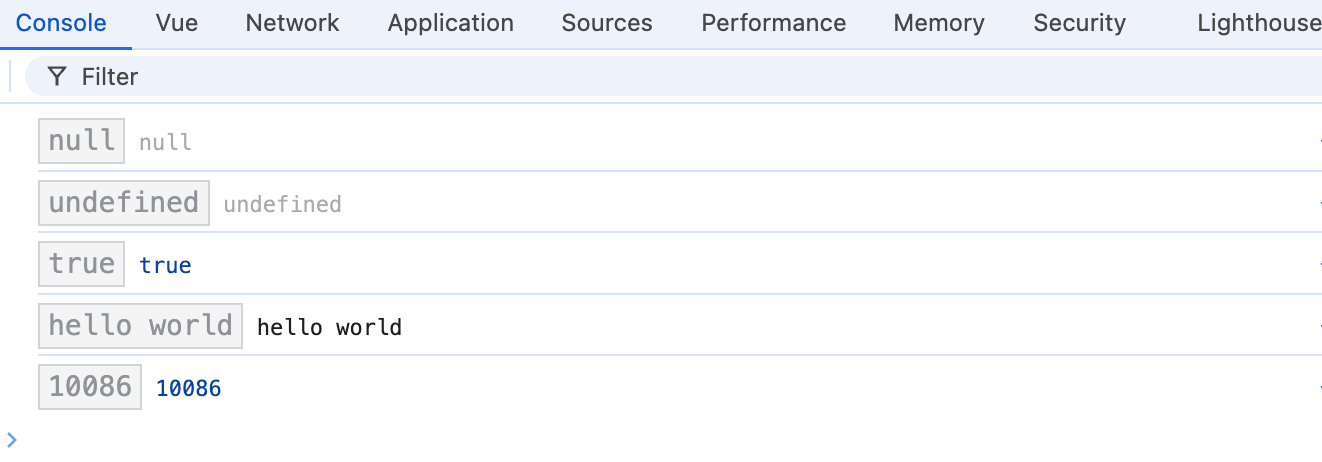 Console Vue Network Application Sources Performance Memory Security Lighthouse
Filter
null null
undefined undefined
true true
hello world hello world
10086 10086